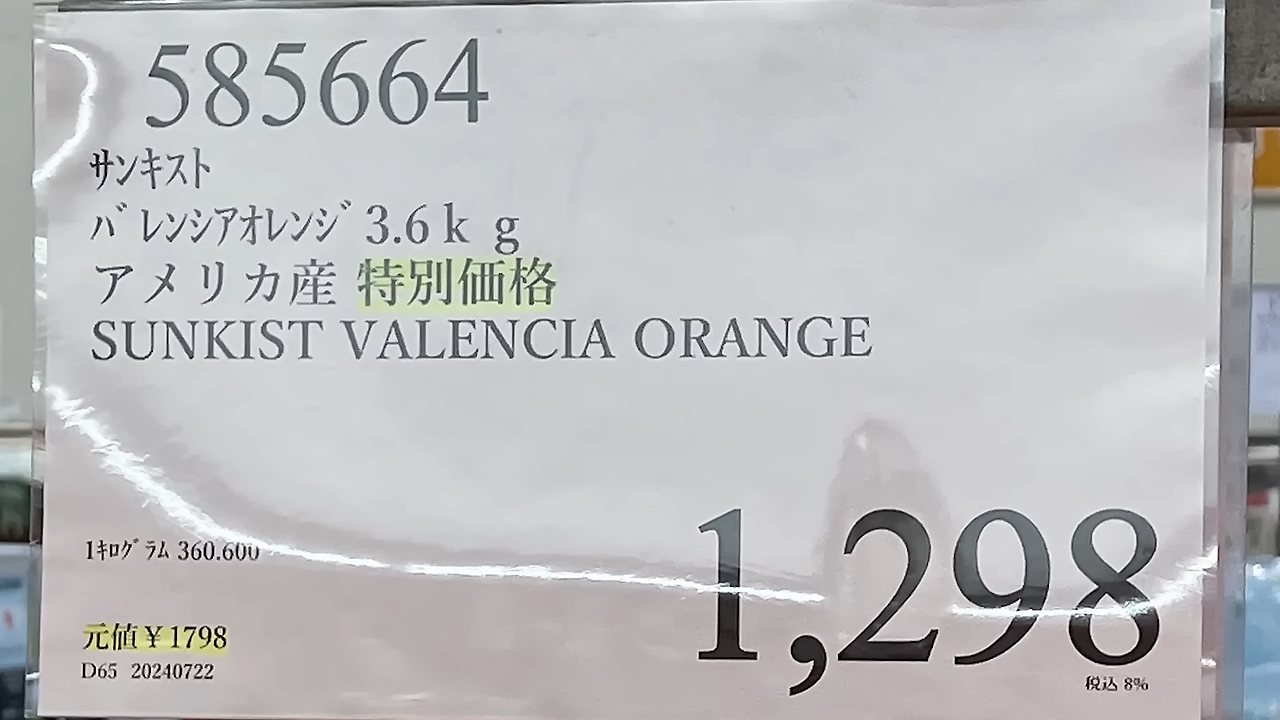 585664
ｻﾝｷｽﾄ
ﾊﾞﾚﾝｼｱｵﾚﾝｼﾞ 3.6ｋｇ
アメリカ産 特別価格
SUNKIST VALENCIA ORANGE
1ｷﾛｸﾞﾗﾑ 360.600
1,298
元値￥1798
D65 20240722
税込 8%